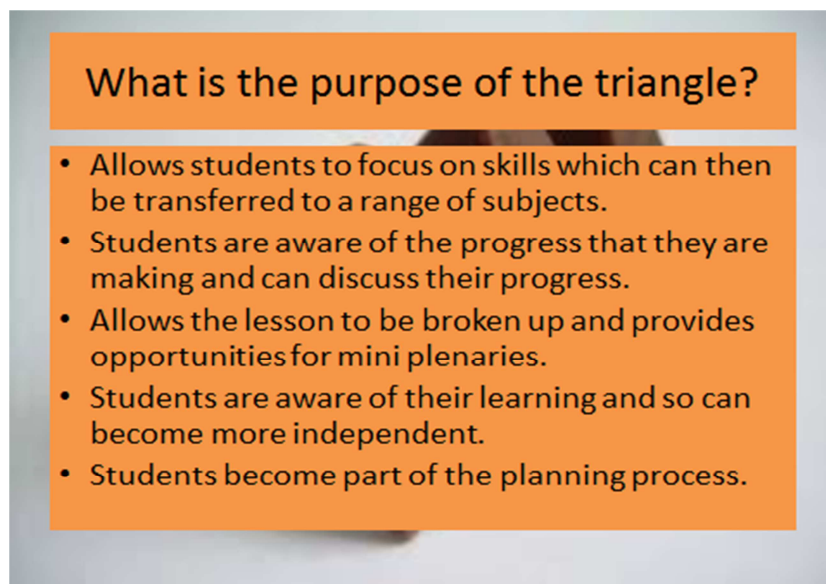 What is the purpose of the triangle?
• Allows students to focus on skills which can then
be transferred to a range of subjects.
• Students are aware of the progress that they are
making and can discuss their progress.
• Allows the lesson to be broken up and provides
opportunities for mini plenaries.
• Students are aware of their learning and so can
become more independent.
• Students become part of the planning process.